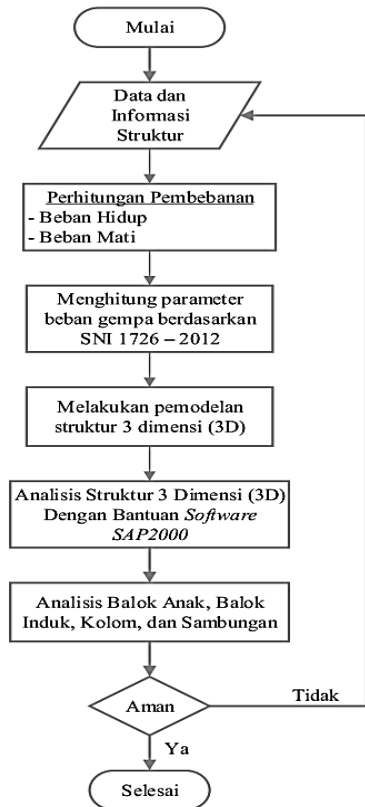 Mulai
Data dan
Informasi
Struktur
Perhitungan Pembebanan
- Beban Hidup
- Beban Mati
Menghitung parameter
beban gempa berdasarkan
SNI 1726 – 2012
Melakukan pemodelan
struktur 3 dimensi (3D)
Analisis Struktur 3 Dimensi (3D)
Dengan Bantuan Software
SAP2000
Analisis Balok Anak, Balok
Induk, Kolom, dan Sambungan
Aman
Tidak
Ya
Selesai